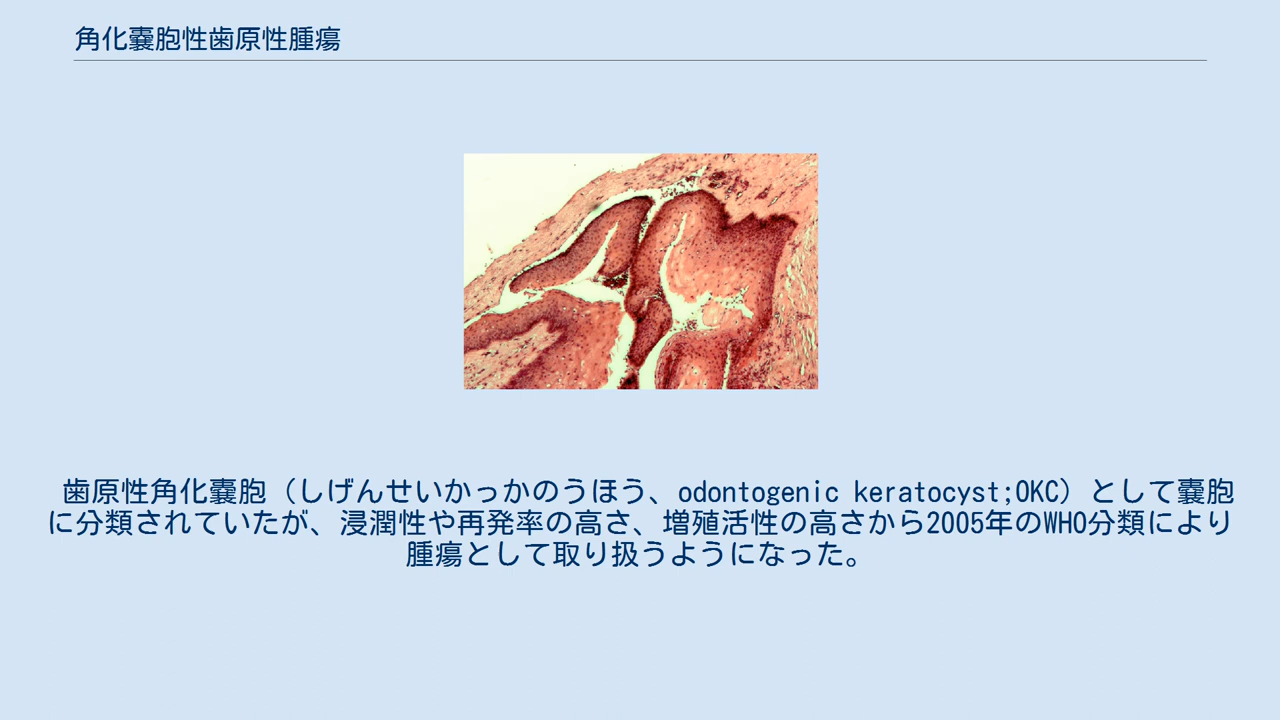 角化嚢胞性歯原性腫瘍
歯原性角化嚢胞（しげんせいかっかのうほう、odontogenic keratocyst;OKC）として嚢胞
に分類されていたが、浸潤性や再発率の高さ、増殖活性の高さから2005年のWHO分類により
腫瘍として取り扱うようになった。